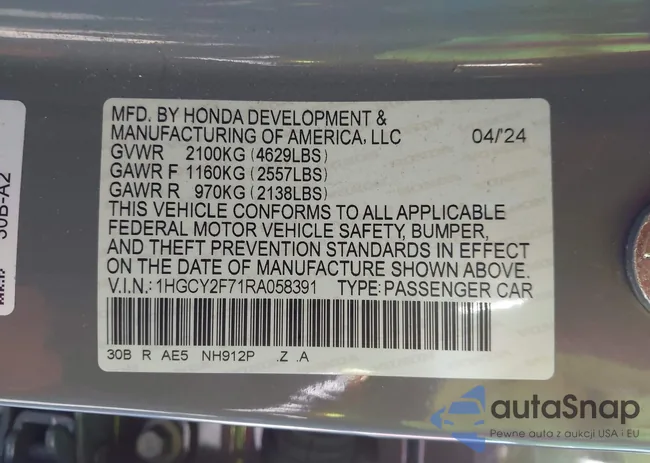 MFD. BY HONDA DEVELOPMENT &
MANUFACTURING OF AMERICA, LLC 04/'24
GVWR 2100KG (4629LBS)
GAWR F 1160KG (2557LBS)
GAWR R 970KG (2138LBS)
THIS VEHICLE CONFORMS TO ALL APPLICABLE
FEDERAL MOTOR VEHICLE SAFETY, BUMPER,
AND THEFT PREVENTION STANDARDS IN EFFECT
ON THE DATE OF MANUFACTURE SHOWN ABOVE.
V.I.N.: 1HGCY2F71RA058391 TYPE: PASSENGER CAR
30B R AE5 NH912P .Z .A
30B-A2
autaSnap
Pewne auta z aukcji USA i EU